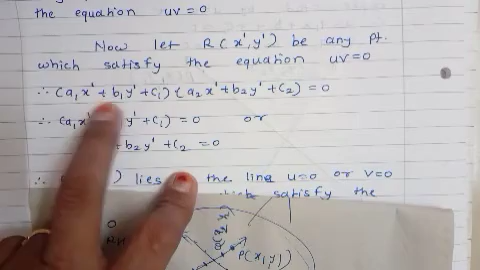 the equation uv=0
Now let R(x',y') be any pt.
which satisfy the equation uv=0
∴ (a₁x'+b₁y'+c₁)(a₂x'+b₂y'+c₂)=0
∴ (a₁x' y'+c₁)=0 or
+b₂y'+c₂=0
∴ ) lies the line u=0 or v=0
satisfy the
P(x₁,y₁)